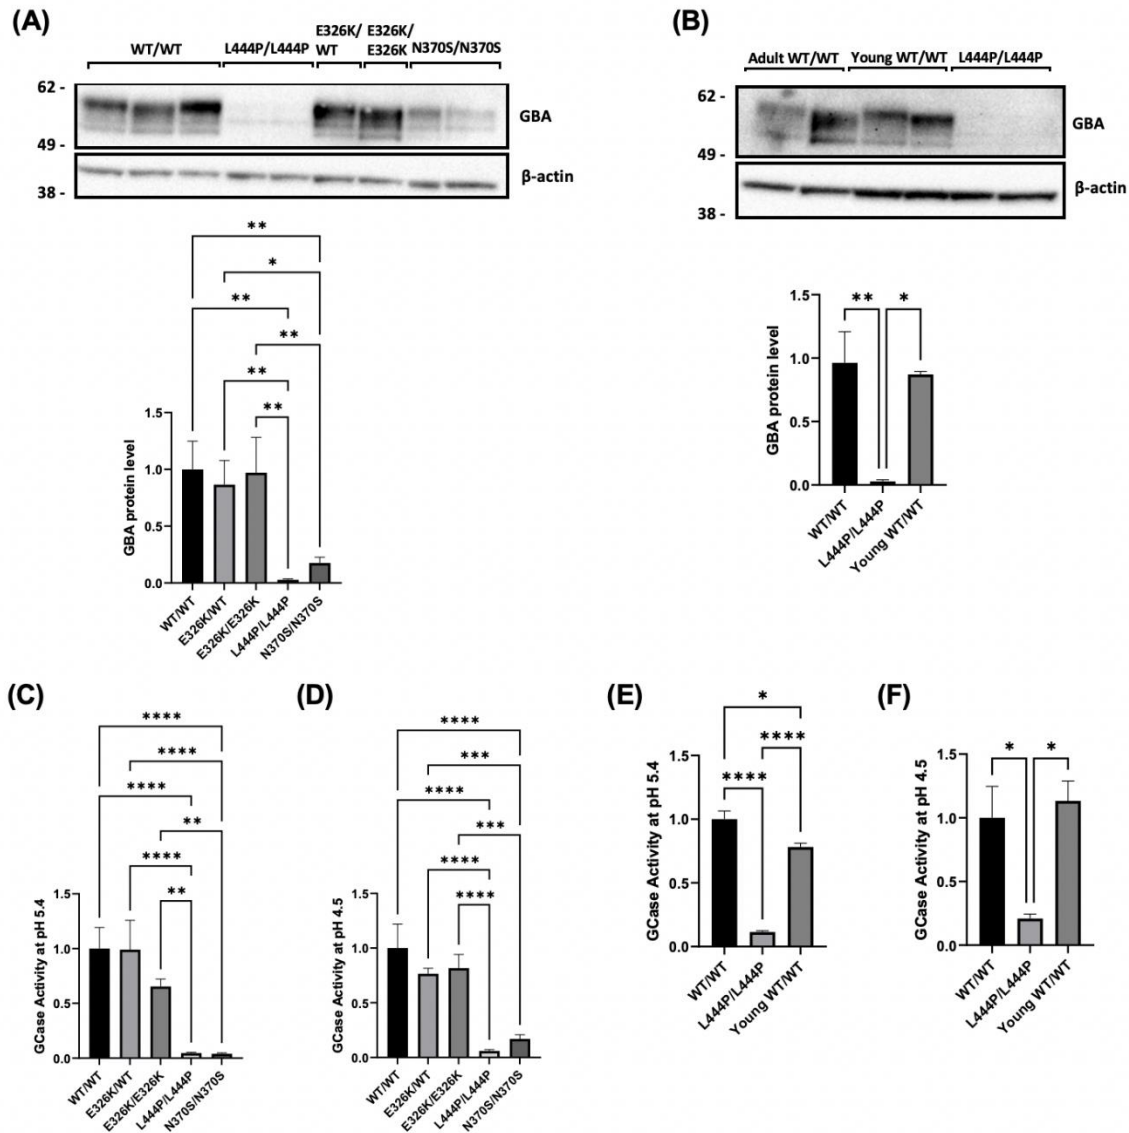 (A)
WT/WT L444P/L444P E326K/WT E326K/E326K N370S/N370S
62 -
GBA
49 -
β-actin
38 -
**
*
**
**
**
**
GBA protein level
1.5
1.0
0.5
0.0
WT/WT
E326K/WT
E326K/E326K
L444P/L444P
N370S/N370S
(B)
Adult WT/WT Young WT/WT L444P/L444P
62 -
GBA
49 -
β-actin
38 -
** *
GBA protein level
1.5
1.0
0.5
0.0
WT/WT
L444P/L444P
Young WT/WT
(C)
****
****
****
**
****
**
GCase Activity at pH 5.4
1.5
1.0
0.5
0.0
WT/WT
E326K/WT
E326K/E326K
L444P/L444P
N370S/N370S
(D)
****
***
****
***
****
****
GCase Activity at pH 4.5
1.5
1.0
0.5
0.0
WT/WT
E326K/WT
E326K/E326K
L444P/L444P
N370S/N370S
(E)
*
****
****
GCase Activity at pH 5.4
1.5
1.0
0.5
0.0
WT/WT
L444P/L444P
Young WT/WT
(F)
* *
GCase Activity at pH 4.5
1.5
1.0
0.5
0.0
WT/WT
L444P/L444P
Young WT/WT